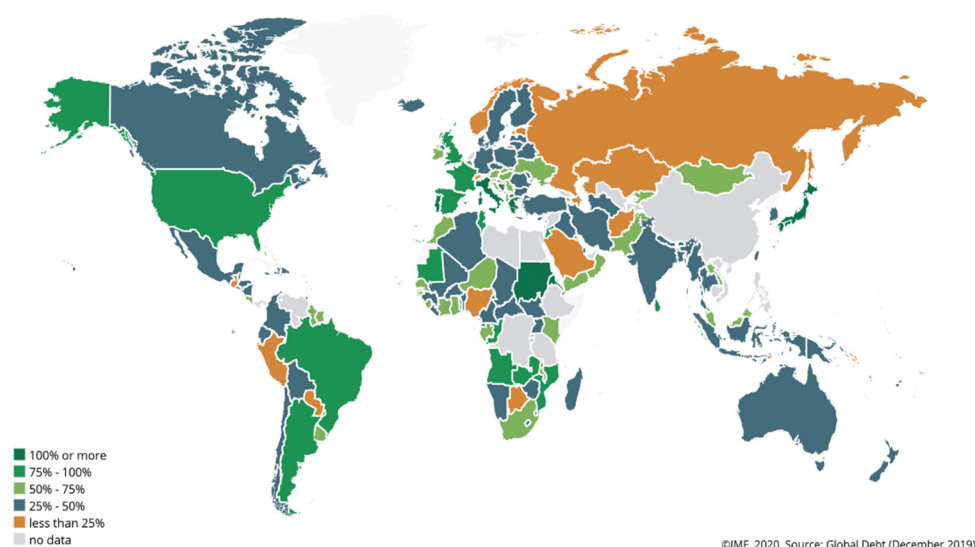 100% or more
75% - 100%
50% - 75%
25% - 50%
less than 25%
no data
©IMF, 2020, Source: Global Debt (December 2019)